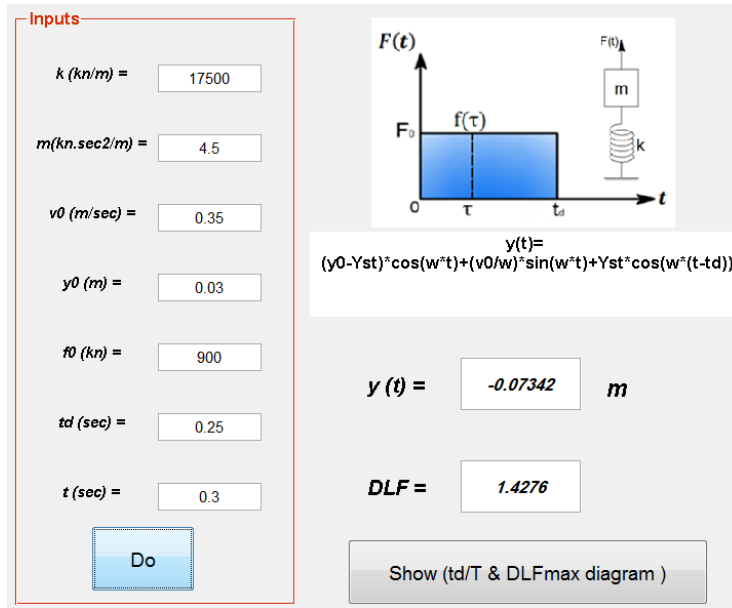 Inputs
k (kn/m) =
17500
m(kn.sec2/m) =
4.5
v0 (m/sec) =
0.35
y0 (m) =
0.03
f0 (kn) =
900
td (sec) =
0.25
t (sec) =
0.3
Do
F(t)
F₀
f(τ)
O
τ
t_d
t
F(t)
m
k
y(t)=
(y0-Yst)*cos(w*t)+(v0/w)*sin(w*t)+Yst*cos(w*(t-td))
y (t) =
-0.07342
m
DLF =
1.4276
Show (td/T & DLFmax diagram )